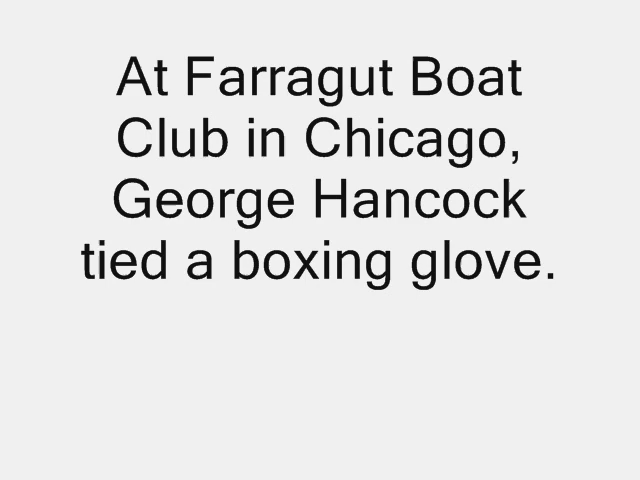 At Farragut Boat
Club in Chicago,
George Hancock
tied a boxing glove.